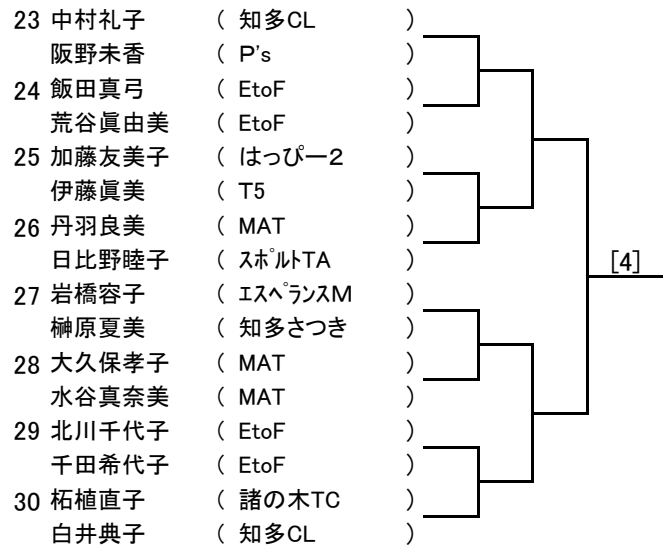 23 中村礼子 ( 知多CL )
阪野未香 ( P's )
24 飯田真弓 ( EtoF )
荒谷眞由美 ( EtoF )
25 加藤友美子 ( はっぴー2 )
伊藤眞美 ( T5 )
26 丹羽良美 ( MAT )
日比野睦子 ( スポルトTA )
[4]
27 岩橋容子 ( エスペランスM )
榊原夏美 ( 知多さつき )
28 大久保孝子 ( MAT )
水谷真奈美 ( MAT )
29 北川千代子 ( EtoF )
千田希代子 ( EtoF )
30 柘植直子 ( 諸の木TC )
白井典子 ( 知多CL )